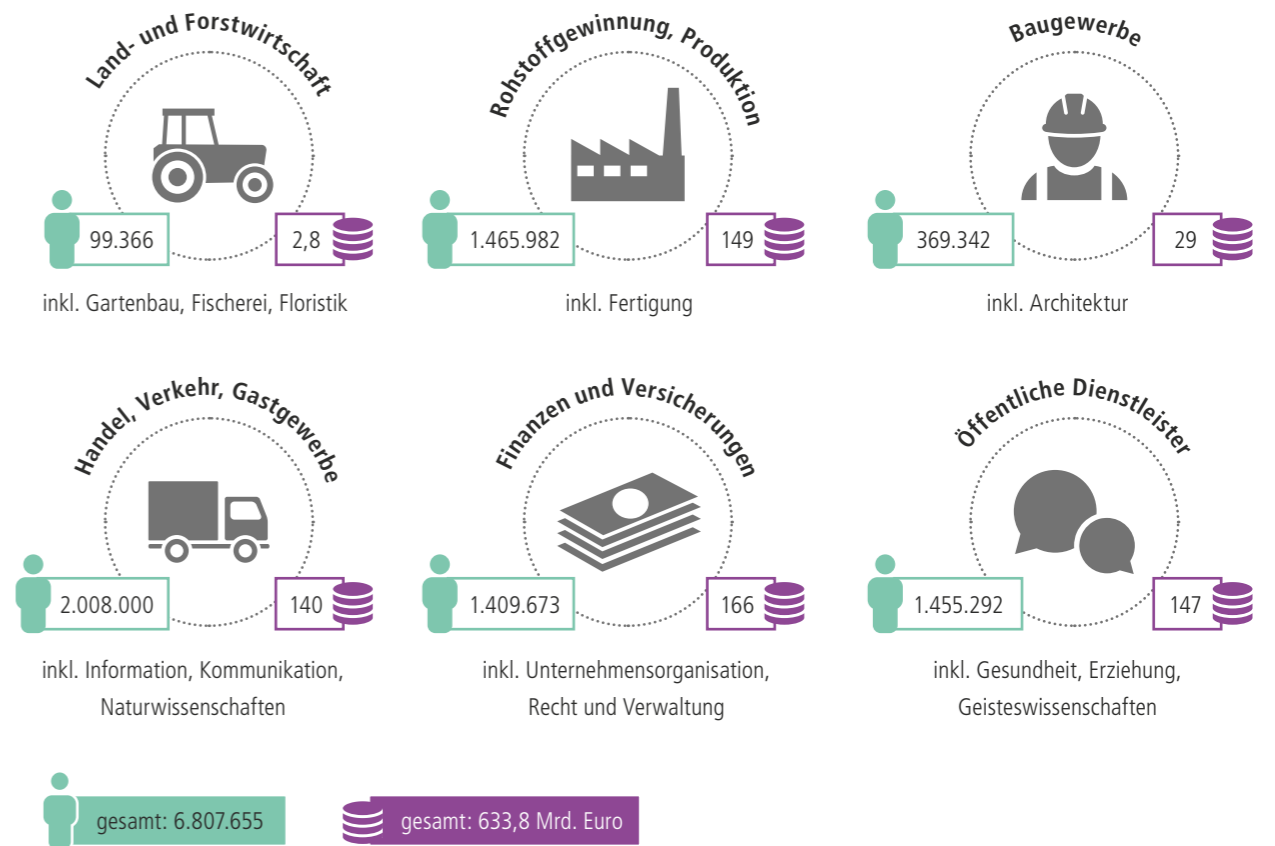 Land- und Forstwirtschaft
99.366
2,8
inkl. Gartenbau, Fischerei, Floristik
Rohstoffgewinnung, Produktion
1.465.982
149
inkl. Fertigung
Baugewerbe
369.342
29
inkl. Architektur
Handel, Verkehr, Gastgewerbe
2.008.000
140
inkl. Information, Kommunikation,
Naturwissenschaften
Finanzen und Versicherungen
1.409.673
166
inkl. Unternehmensorganisation,
Recht und Verwaltung
Öffentliche Dienstleister
1.455.292
147
inkl. Gesundheit, Erziehung,
Geisteswissenschaften
gesamt: 6.807.655
gesamt: 633,8 Mrd. Euro